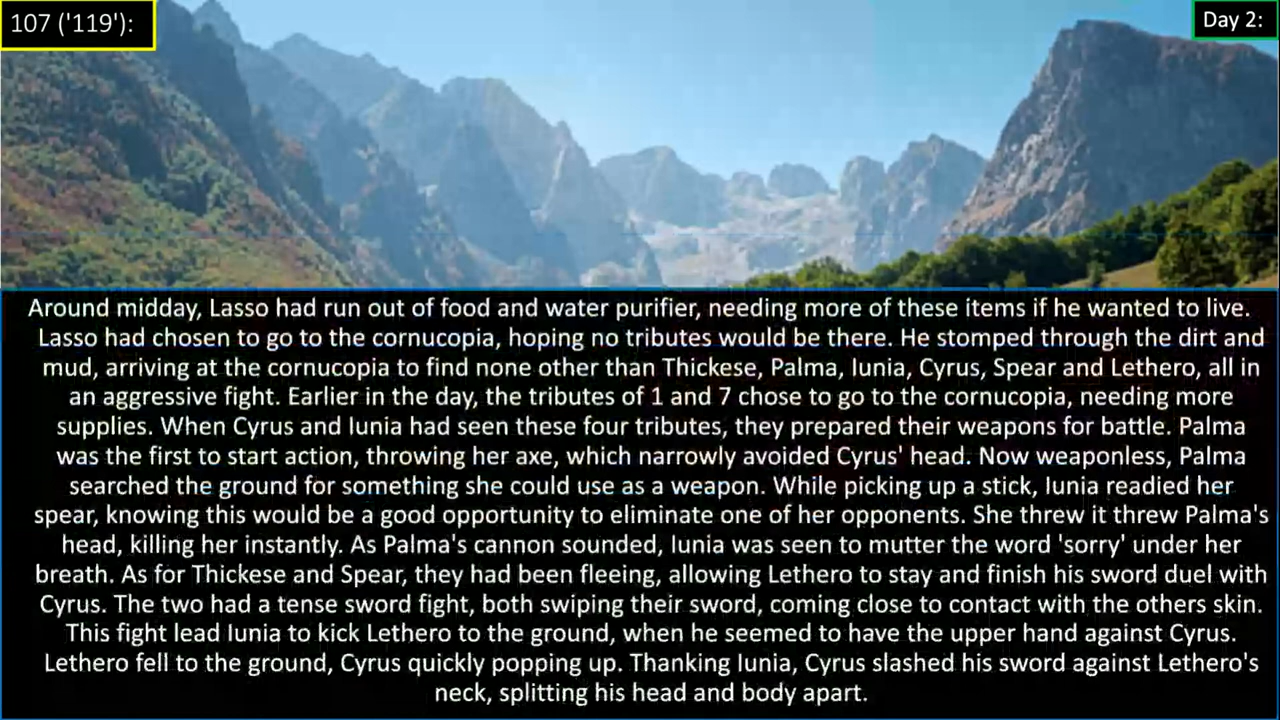 107 ('119'):
Day 2:
Around midday, Lasso had run out of food and water purifier, needing more of these items if he wanted to live.
Lasso had chosen to go to the cornucopia, hoping no tributes would be there. He stomped through the dirt and
mud, arriving at the cornucopia to find none other than Thickese, Palma, Iunia, Cyrus, Spear and Lethero, all in
an aggressive fight. Earlier in the day, the tributes of 1 and 7 chose to go to the cornucopia, needing more
supplies. When Cyrus and Iunia had seen these four tributes, they prepared their weapons for battle. Palma
was the first to start action, throwing her axe, which narrowly avoided Cyrus' head. Now weaponless, Palma
searched the ground for something she could use as a weapon. While picking up a stick, Iunia readied her
spear, knowing this would be a good opportunity to eliminate one of her opponents. She threw it threw Palma's
head, killing her instantly. As Palma's cannon sounded, Iunia was seen to mutter the word 'sorry' under her
breath. As for Thickese and Spear, they had been fleeing, allowing Lethero to stay and finish his sword duel with
Cyrus. The two had a tense sword fight, both swiping their sword, coming close to contact with the others skin.
This fight lead Iunia to kick Lethero to the ground, when he seemed to have the upper hand against Cyrus.
Lethero fell to the ground, Cyrus quickly popping up. Thanking Iunia, Cyrus slashed his sword against Lethero's
neck, splitting his head and body apart.